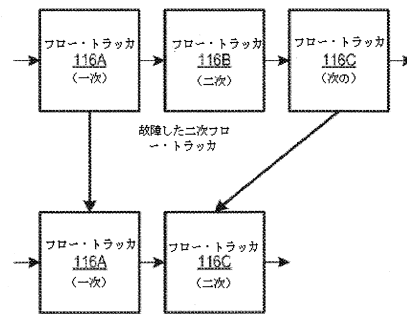 フロー・トラッカ
116A
（一次）
フロー・トラッカ
116B
（二次）
フロー・トラッカ
116C
（次の）
故障した二次フロ
ー・トラッカ
フロー・トラッカ
116A
（一次）
フロー・トラッカ
116C
（二次）